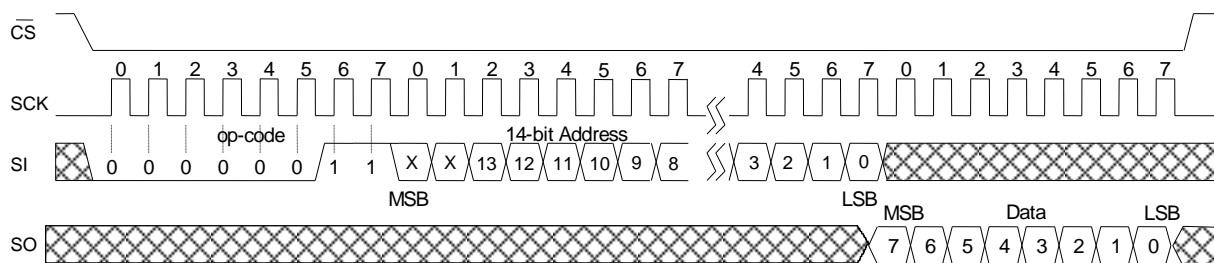 CS
0 1 2 3 4 5 6 7 0 1 2 3 4 5 6 7 4 5 6 7 0 1 2 3 4 5 6 7
SCK
op-code 14-bit Address
SI 0 0 0 0 0 0 1 1 X X 13 12 11 10 9 8 3 2 1 0
MSB LSB
MSB Data LSB
SO 7 6 5 4 3 2 1 0